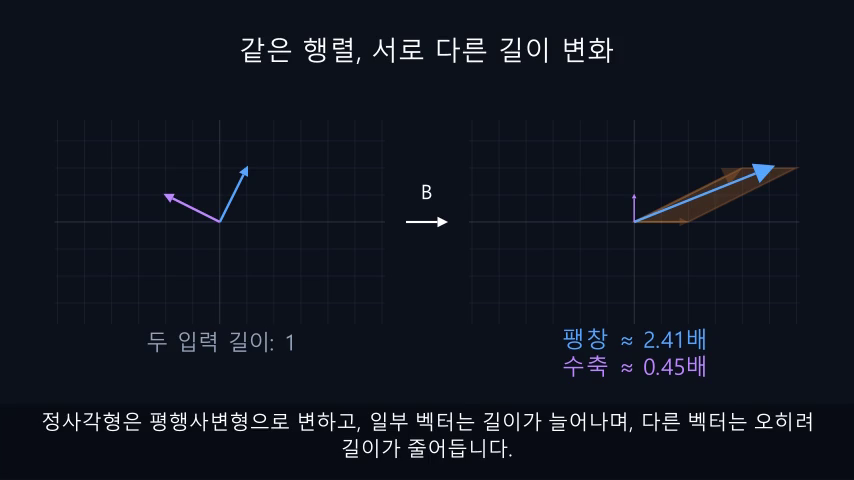 같은 행렬, 서로 다른 길이 변화
B
두 입력 길이: 1
팽창 ≈ 2.41배
수축 ≈ 0.45배
정사각형은 평행사변형으로 변하고, 일부 벡터는 길이가 늘어나며, 다른 벡터는 오히려
길이가 줄어듭니다.